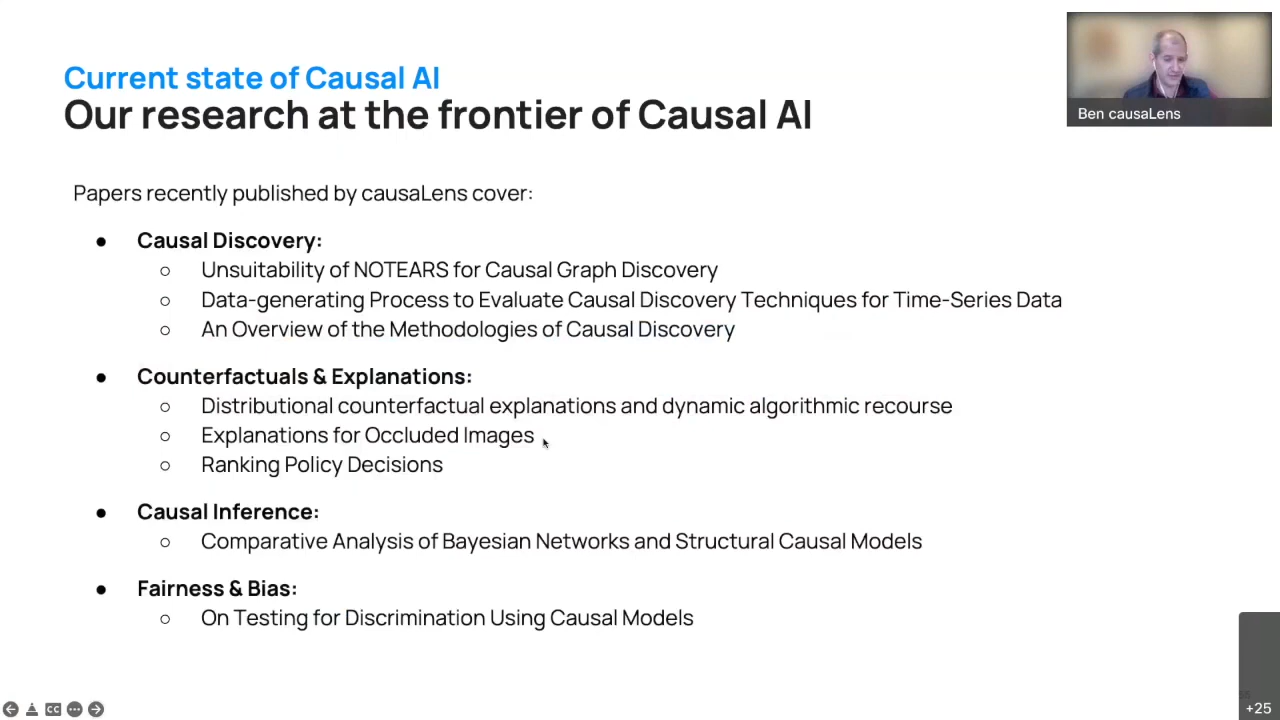 Current state of Causal AI
Our research at the frontier of Causal AI
Ben causaLens
Papers recently published by causaLens cover:
● Causal Discovery:
○ Unsuitability of NOTEARS for Causal Graph Discovery
○ Data-generating Process to Evaluate Causal Discovery Techniques for Time-Series Data
○ An Overview of the Methodologies of Causal Discovery
● Counterfactuals & Explanations:
○ Distributional counterfactual explanations and dynamic algorithmic recourse
○ Explanations for Occluded Images
○ Ranking Policy Decisions
● Causal Inference:
○ Comparative Analysis of Bayesian Networks and Structural Causal Models
● Fairness & Bias:
○ On Testing for Discrimination Using Causal Models
CC
+25